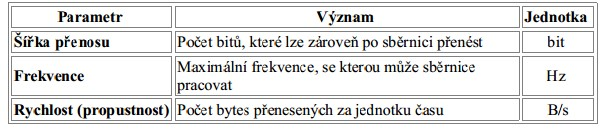 Parametr Význam Jednotka
Šířka přenosu Počet bitů, které lze zároveň po sběrnici přenést bit
Frekvence Maximální frekvence, se kterou může sběrnice pracovat Hz
Rychlost (propustnost) Počet bytes přenesených za jednotku času B/s